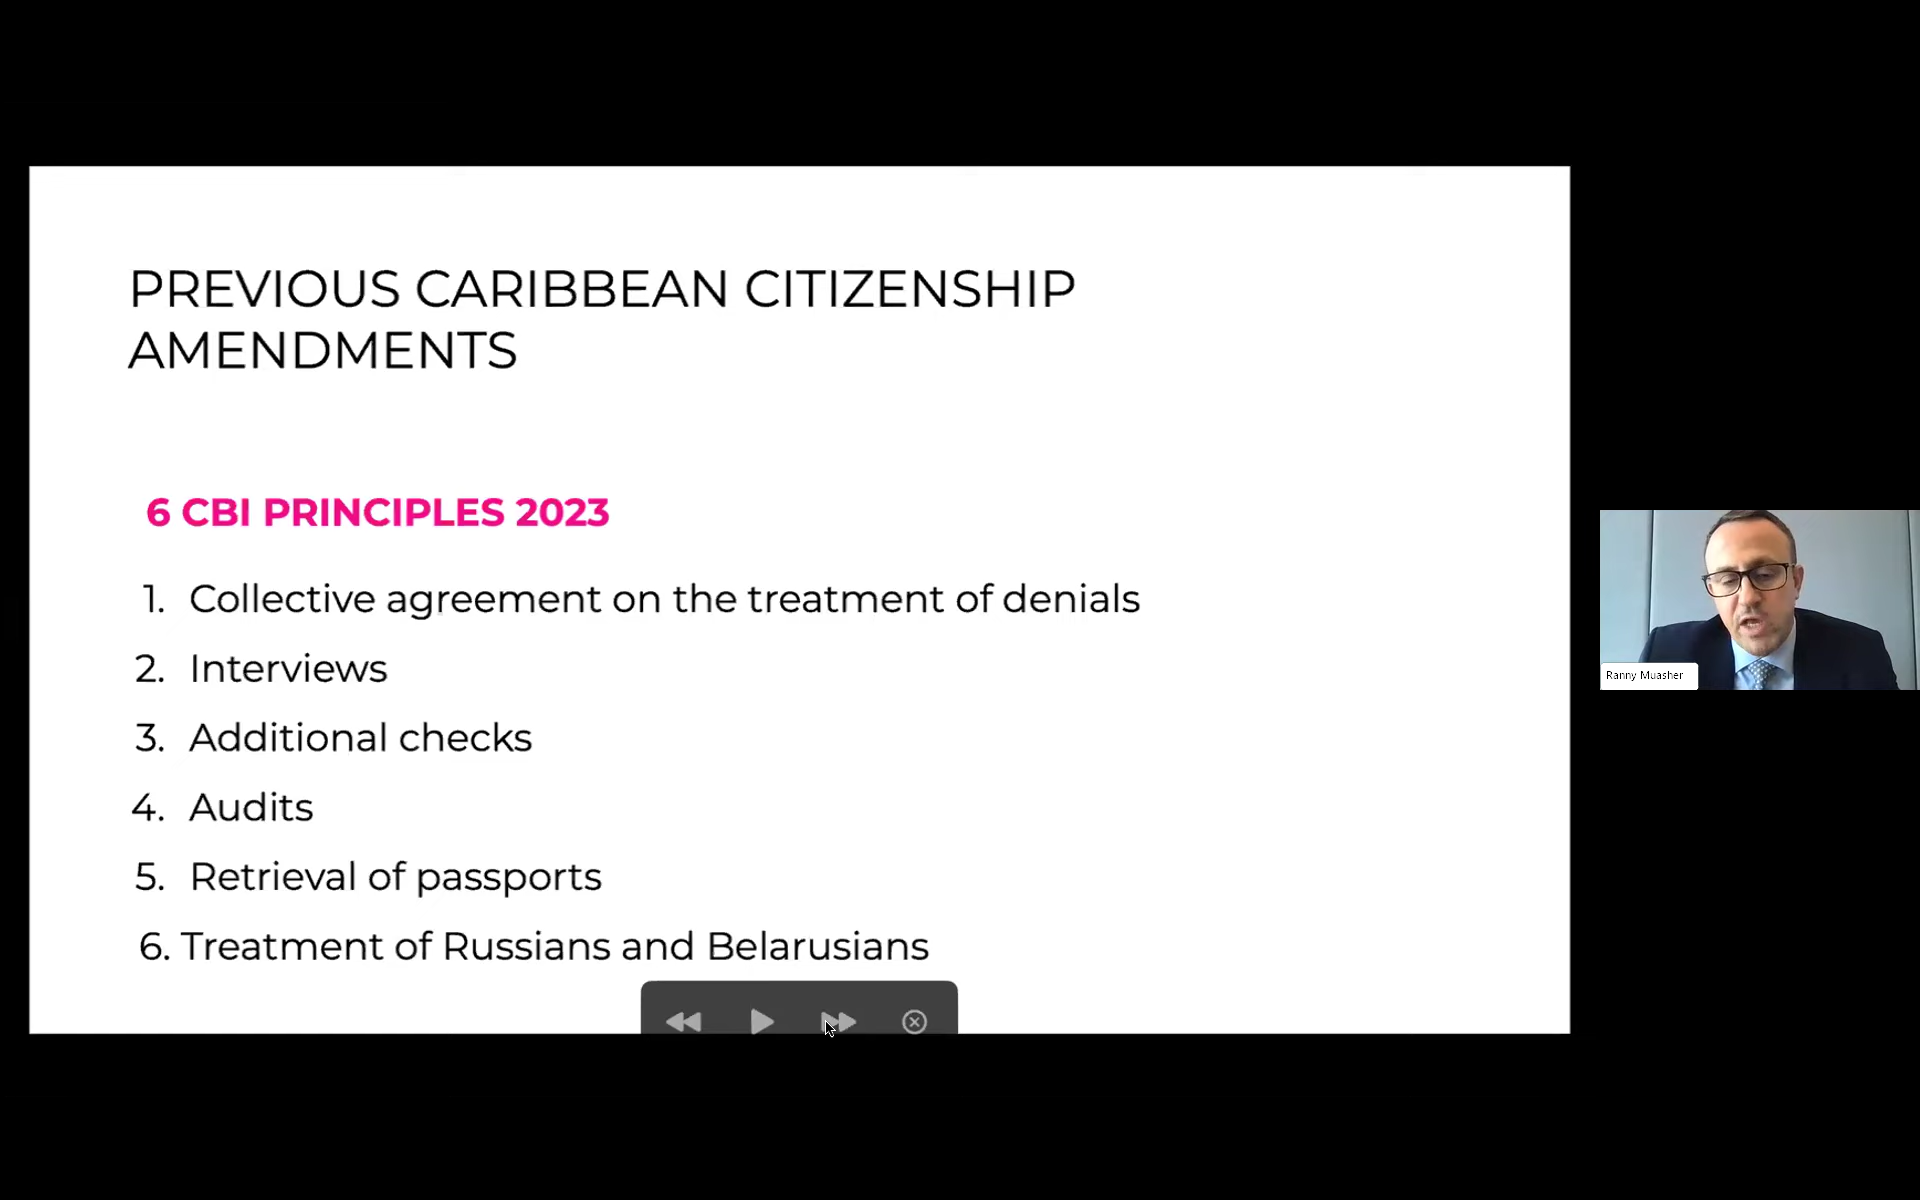 PREVIOUS CARIBBEAN CITIZENSHIP
AMENDMENTS
6 CBI PRINCIPLES 2023
1. Collective agreement on the treatment of denials
2. Interviews
3. Additional checks
4. Audits
5. Retrieval of passports
6. Treatment of Russians and Belarusians
Ranny Muasher